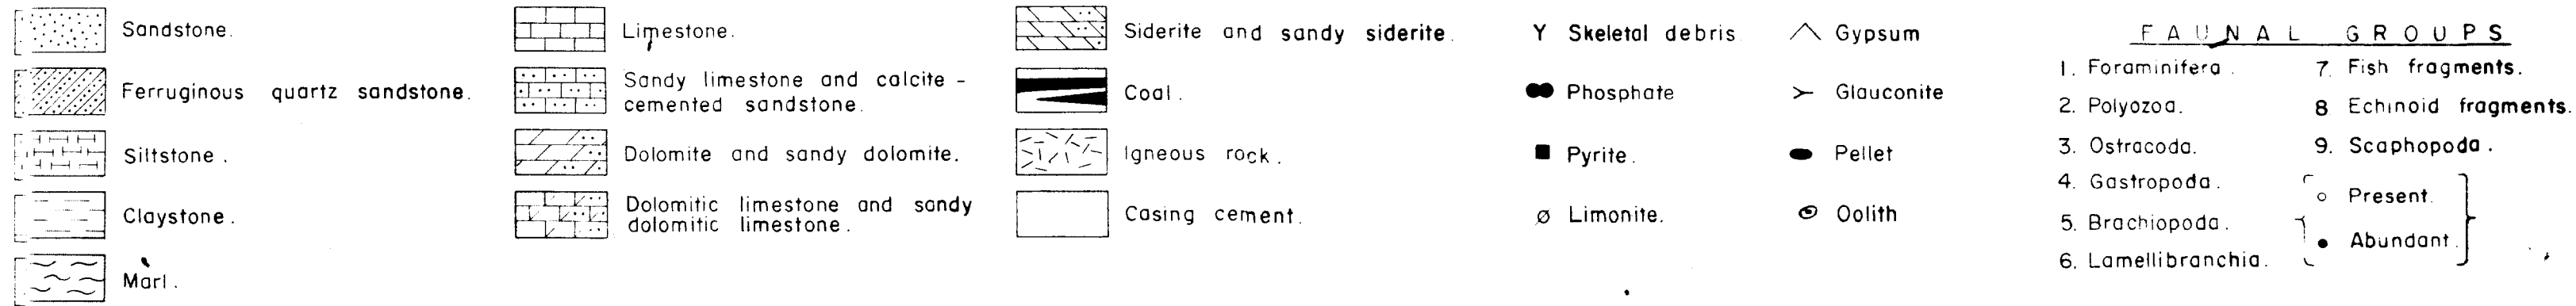 Sandstone.
Ferruginous quartz sandstone.
Siltstone.
Claystone.
Marl.
Limestone.
Sandy limestone and calcite -
cemented sandstone.
Dolomite and sandy dolomite.
Dolomitic limestone and sandy
dolomitic limestone.
Siderite and sandy siderite.
Coal.
Igneous rock.
Casing cement.
Y Skeletal debris
Phosphate
Pyrite.
ø Limonite.
Gypsum
Glauconite
Pellet
Oolith
FAUNAL GROUPS
1. Foraminifera.
2. Polyozoa.
3. Ostracoda.
4. Gastropoda.
5. Brachiopoda.
6. Lamellibranchia.
7. Fish fragments.
8 Echinoid fragments.
9. Scaphopoda.
○ Present.
● Abundant.